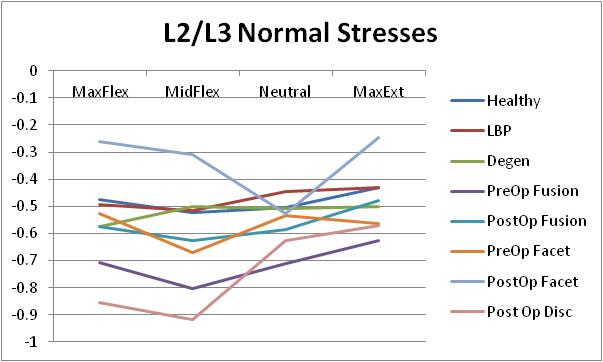 L2/L3 Normal Stresses
0
MaxFlex MidFlex Neutral MaxExt
-0.1
-0.2
-0.3
-0.4
-0.5
-0.6
-0.7
-0.8
-0.9
-1
Healthy
LBP
Degen
PreOp Fusion
PostOp Fusion
PreOp Facet
PostOp Facet
Post Op Disc